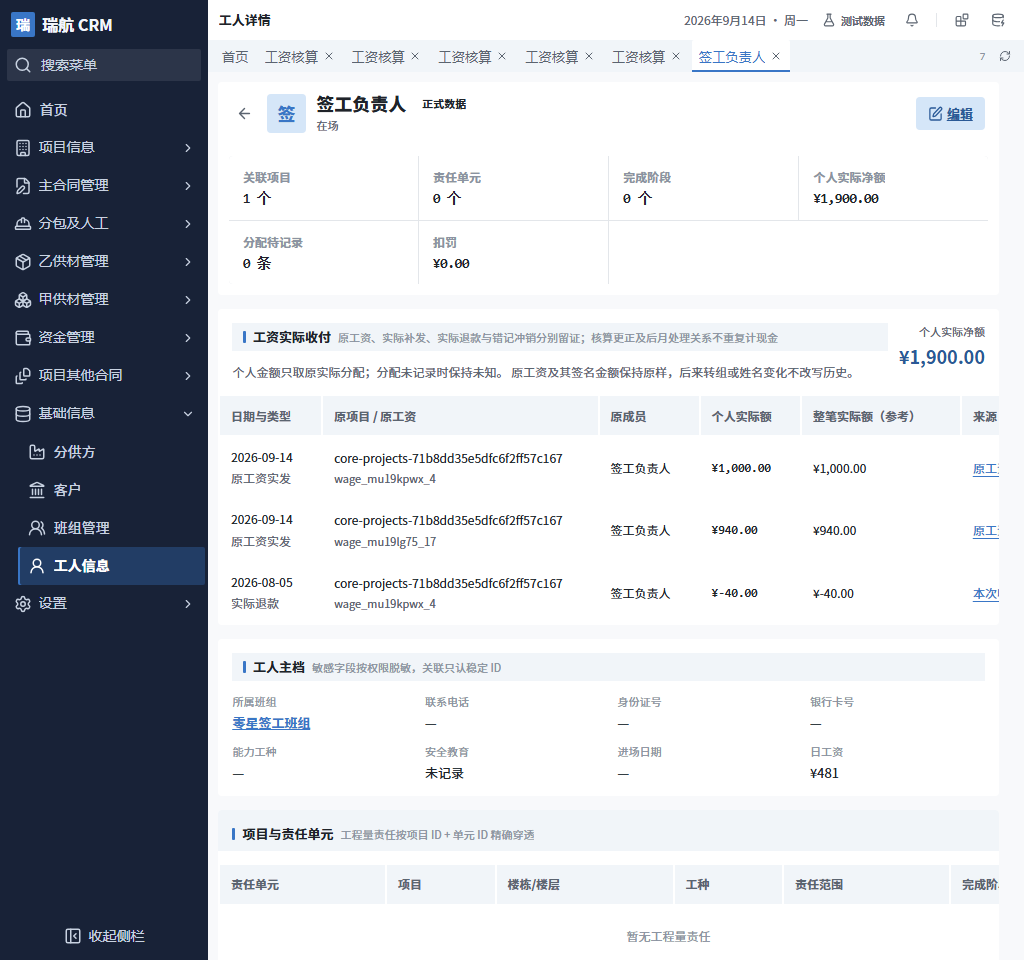 瑞 瑞航 CRM
搜索菜单
首页
项目信息
主合同管理
分包及人工
乙供材管理
甲供材管理
资金管理
项目其他合同
基础信息
分供方
客户
班组管理
工人信息
设置
收起侧栏
工人详情
2026年9月14日 · 周一 测试数据
首页 工资核算 × 工资核算 × 工资核算 × 工资核算 × 工资核算 × 签工负责人 × 7
签 签工负责人 正式数据
在场
编辑
关联项目 责任单元 完成阶段 个人实际净额
1 个 0 个 0 个 ¥1,900.00
分配待记录 扣罚
0 条 ¥0.00
工资实际收付 原工资、实际补发、实际退款与错记冲销分别留证；核算更正及后月处理关系不重复计现金
个人实际净额
¥1,900.00
个人金额只取原实际分配；分配未记录时保持未知。 原工资及其签名金额保持原样，后来转组或姓名变化不改写历史。
日期与类型 原项目 / 原工资 原成员 个人实际额 整笔实际额（参考） 来源
2026-09-14 core-projects-71b8dd35e5dfc6f2ff57c167 签工负责人 ¥1,000.00 ¥1,000.00 原工
原工资实发 wage_mu19kpwx_4
2026-09-14 core-projects-71b8dd35e5dfc6f2ff57c167 签工负责人 ¥940.00 ¥940.00 原工
原工资实发 wage_mu19lg75_17
2026-08-05 core-projects-71b8dd35e5dfc6f2ff57c167 签工负责人 ¥-40.00 ¥-40.00 本次
实际退款 wage_mu19kpwx_4
工人主档 敏感字段按权限脱敏，关联只认稳定 ID
所属班组 联系电话 身份证号 银行卡号
零星签工班组 — — —
能力工种 安全教育 进场日期 日工资
— 未记录 — ¥481
项目与责任单元 工程量责任按项目 ID + 单元 ID 精确穿透
责任单元 项目 楼栋/楼层 工种 责任范围 完成阶
暂无工程量责任